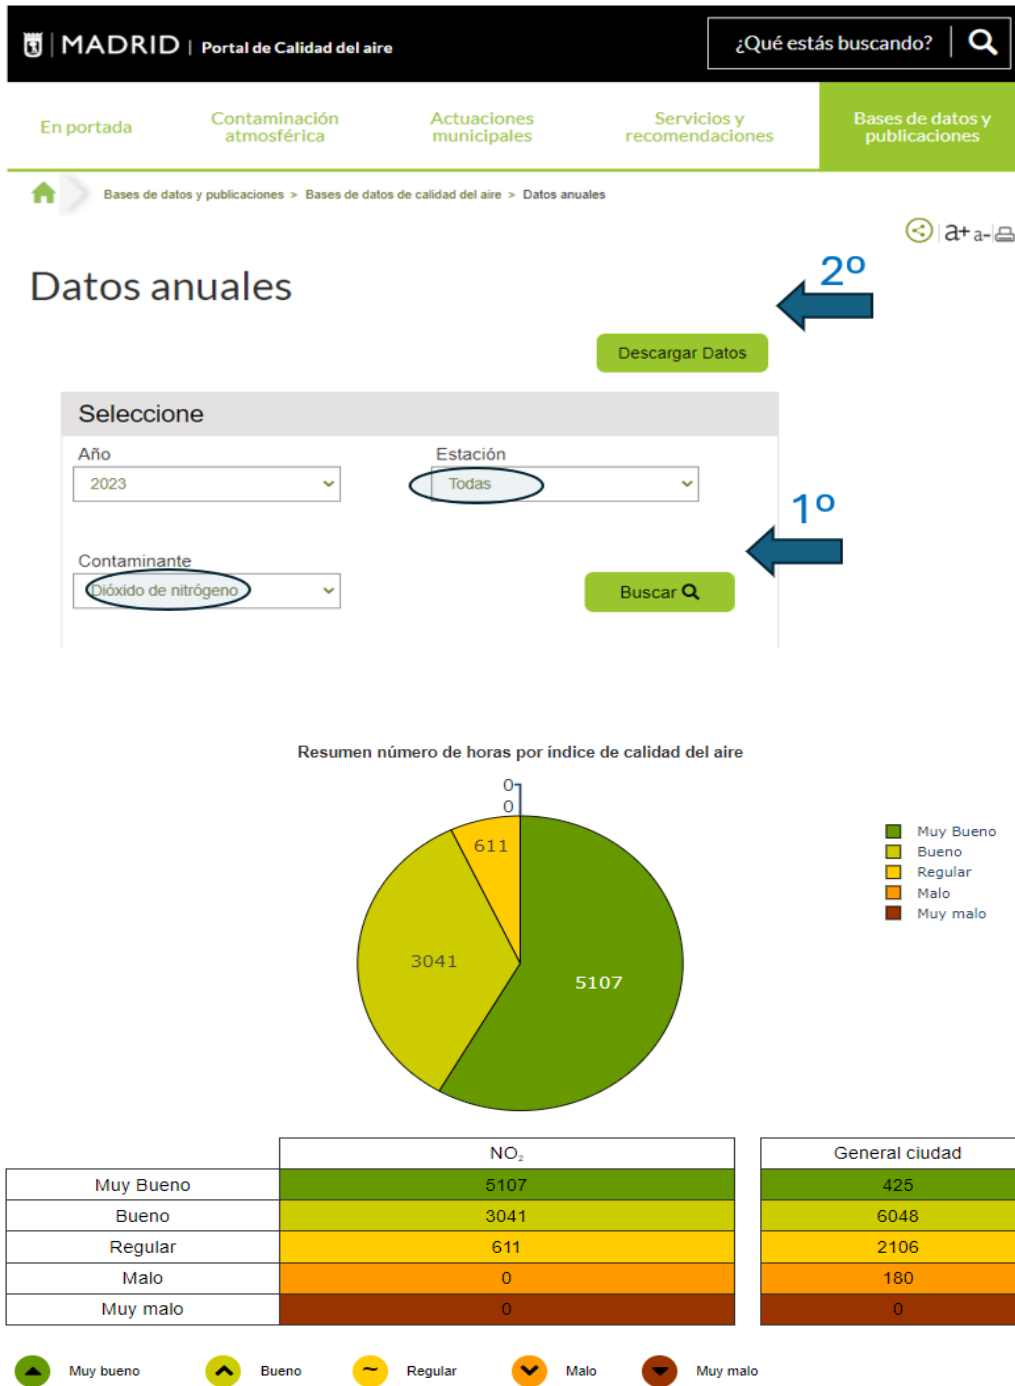 MADRID | Portal de Calidad del aire
¿Qué estás buscando?
En portada
Contaminación
atmosférica
Actuaciones
municipales
Servicios y
recomendaciones
Bases de datos y
publicaciones
Bases de datos y publicaciones > Bases de datos de calidad del aire > Datos anuales
a+ a-
2º
Datos anuales
Descargar Datos
Seleccione
Año
Estación
2023
Todas
1º
Contaminante
Dióxido de nitrógeno
Buscar
Resumen número de horas por índice de calidad del aire
0
0
611
3041
5107
Muy Bueno
Bueno
Regular
Malo
Muy malo
NO₂ General ciudad
Muy Bueno 5107 425
Bueno 3041 6048
Regular 611 2106
Malo 0 180
Muy malo 0 0
Muy bueno Bueno Regular Malo Muy malo